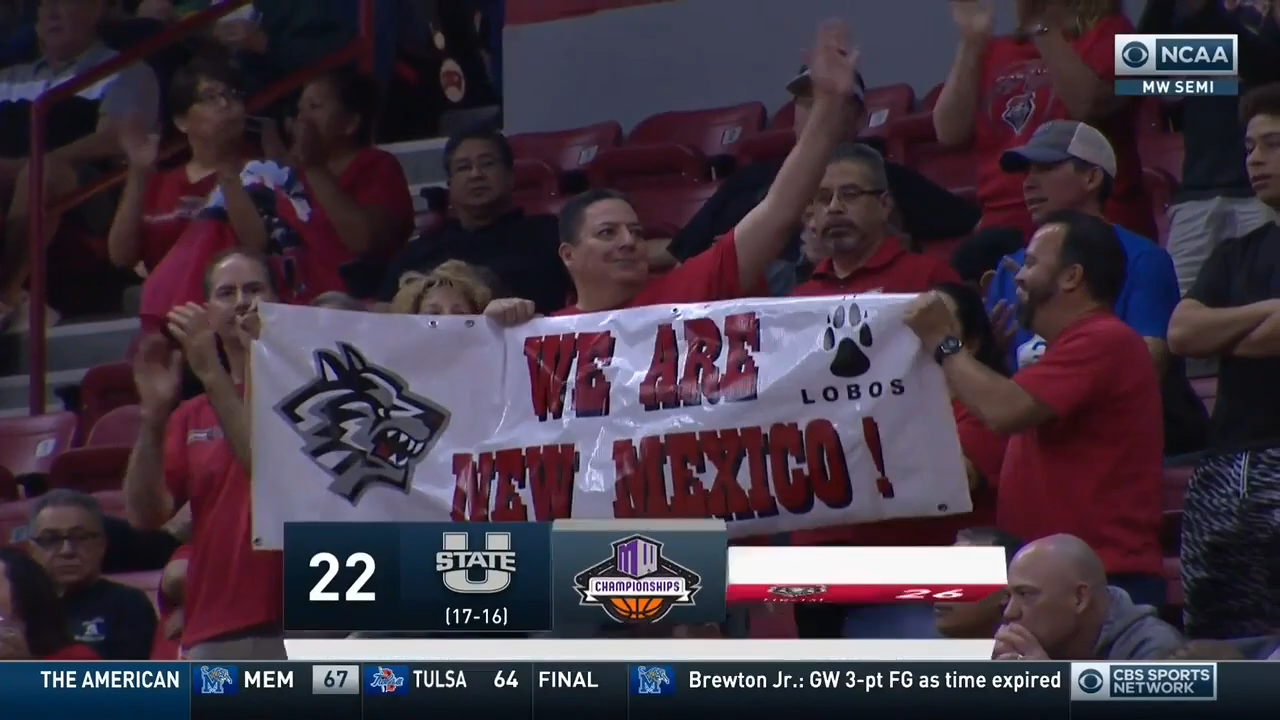 NCAA
MW SEMI
WE ARE
LOBOS
NEW MEXICO!
22
STATE
U
(17-16)
MW
CHAMPIONSHIPS
26
THE AMERICAN MEM 67 TULSA 64 FINAL Brewton Jr.: GW 3-pt FG as time expired CBS SPORTS NETWORK